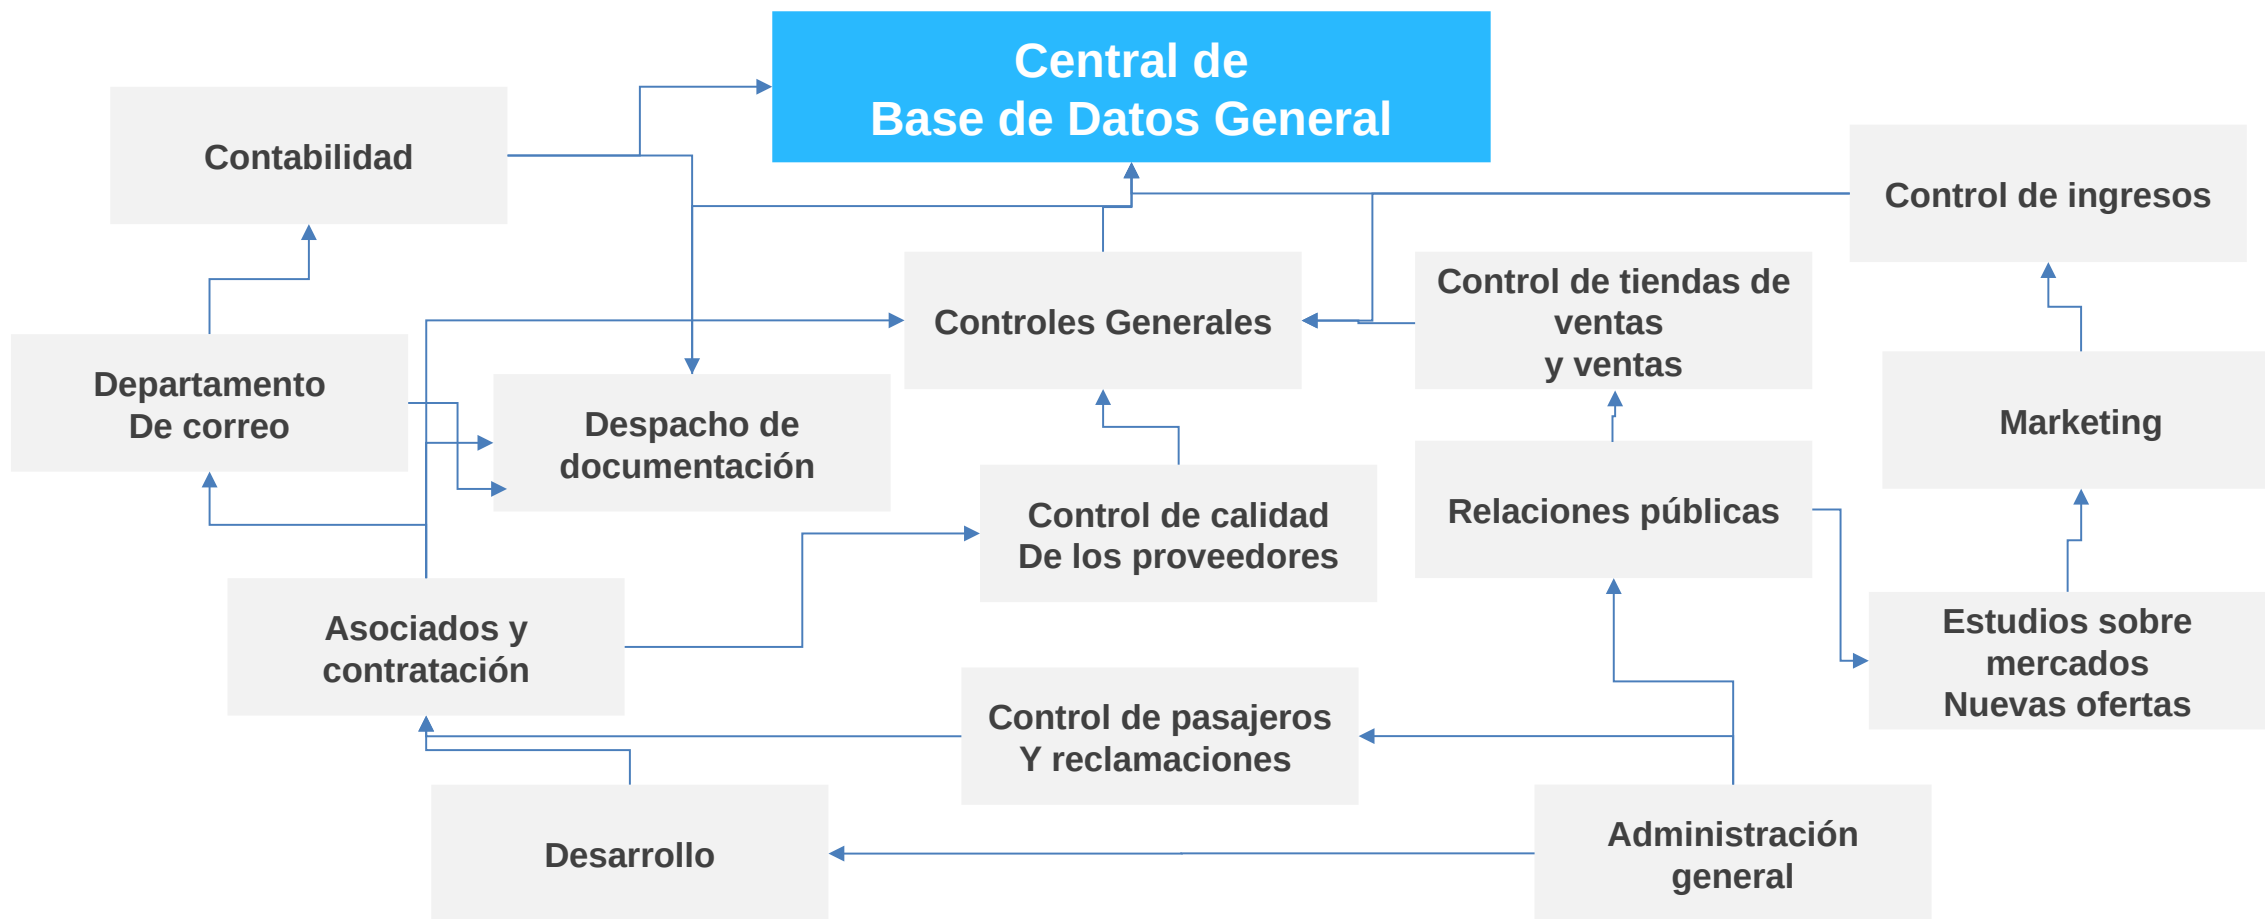 Central de
Base de Datos General
Contabilidad
Control de ingresos
Controles Generales
Control de tiendas de
ventas
y ventas
Departamento
De correo
Despacho de
documentación
Marketing
Control de calidad
De los proveedores
Relaciones públicas
Asociados y
contratación
Estudios sobre
mercados
Nuevas ofertas
Control de pasajeros
Y reclamaciones
Desarrollo
Administración
general